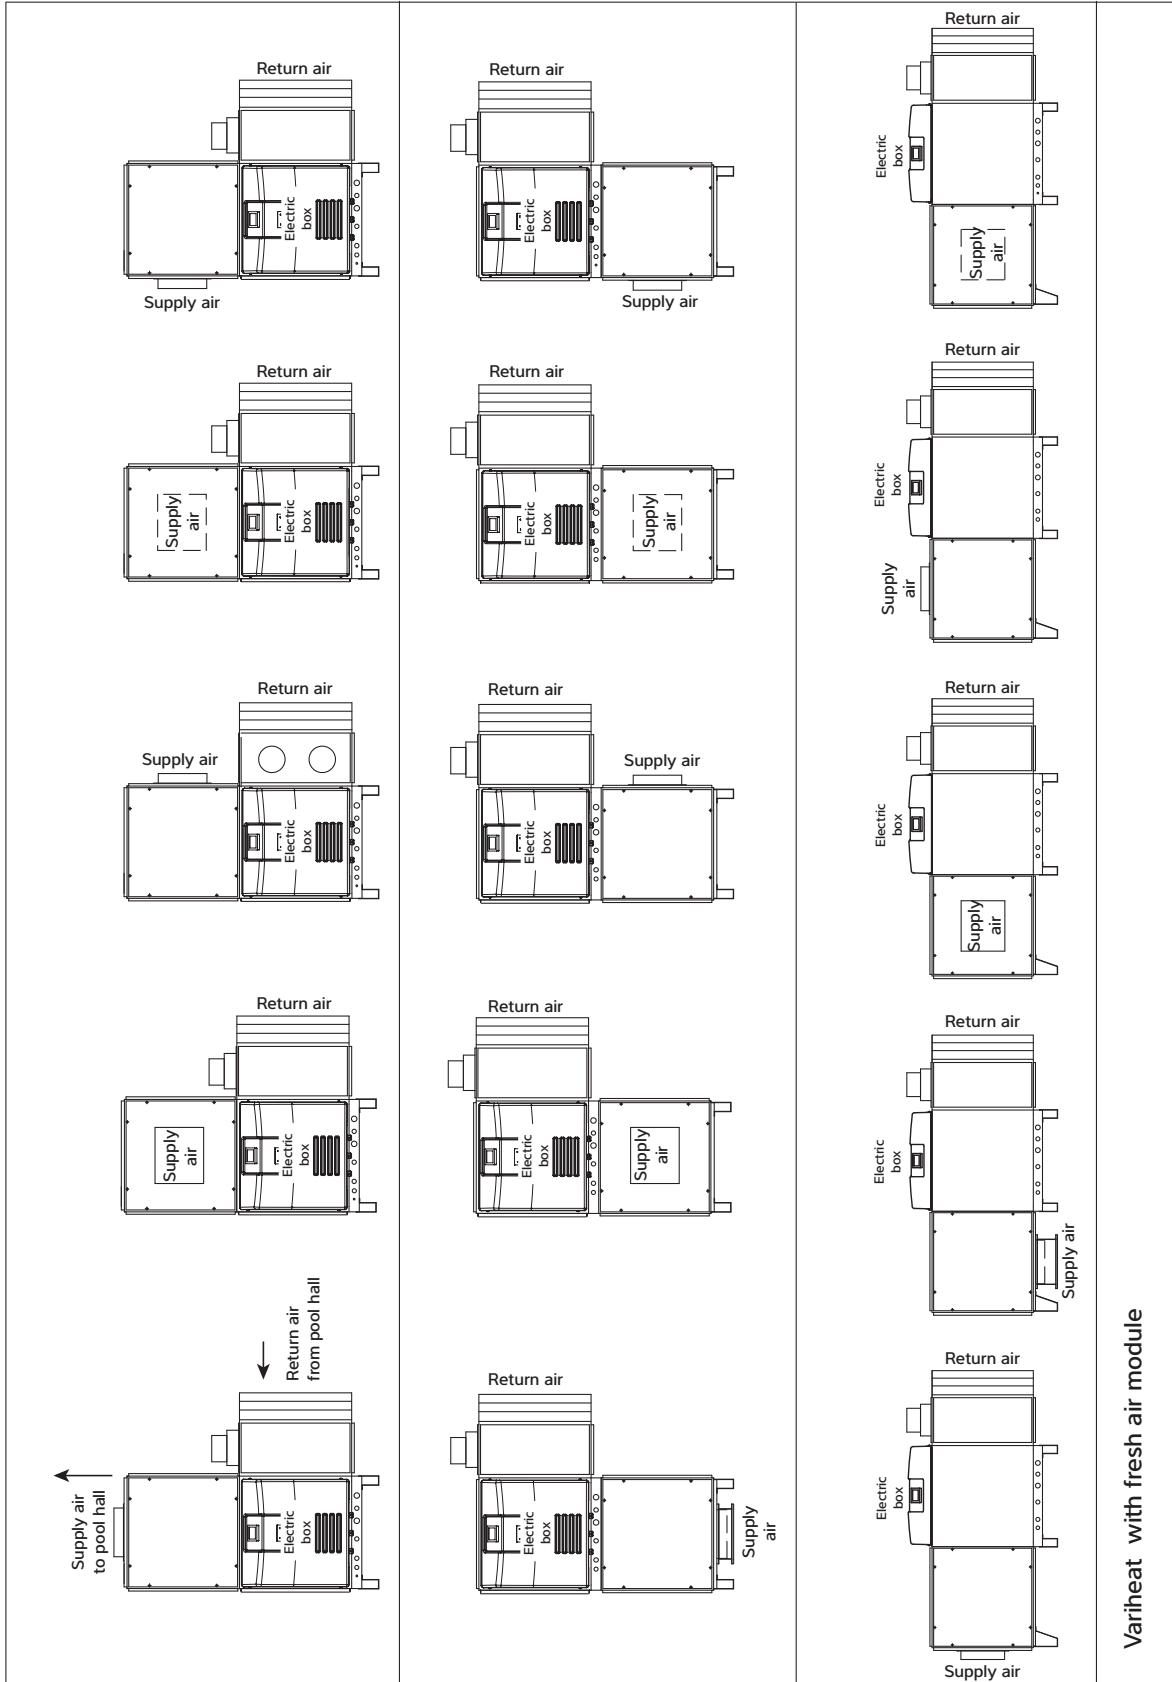 Return air
Electric
box
Supply air
Return air
Supply
air
Electric
box
Return air
Supply air
Electric
box
Return air
Supply
air
Electric
box
Return air
from pool hall
Supply air
to pool hall
Electric
box
Return air
Electric
box
Supply air
Return air
Electric
box
Supply
air
Return air
Supply air
Electric
box
Return air
Electric
box
Supply
air
Return air
Electric
box
Supply
air
Return air
Electric
box
Supply
air
Return air
Electric
box
Supply
air
Return air
Electric
box
Supply
air
Return air
Electric
box
Supply air
Return air
Electric
box
Supply air
Variheat with fresh air module